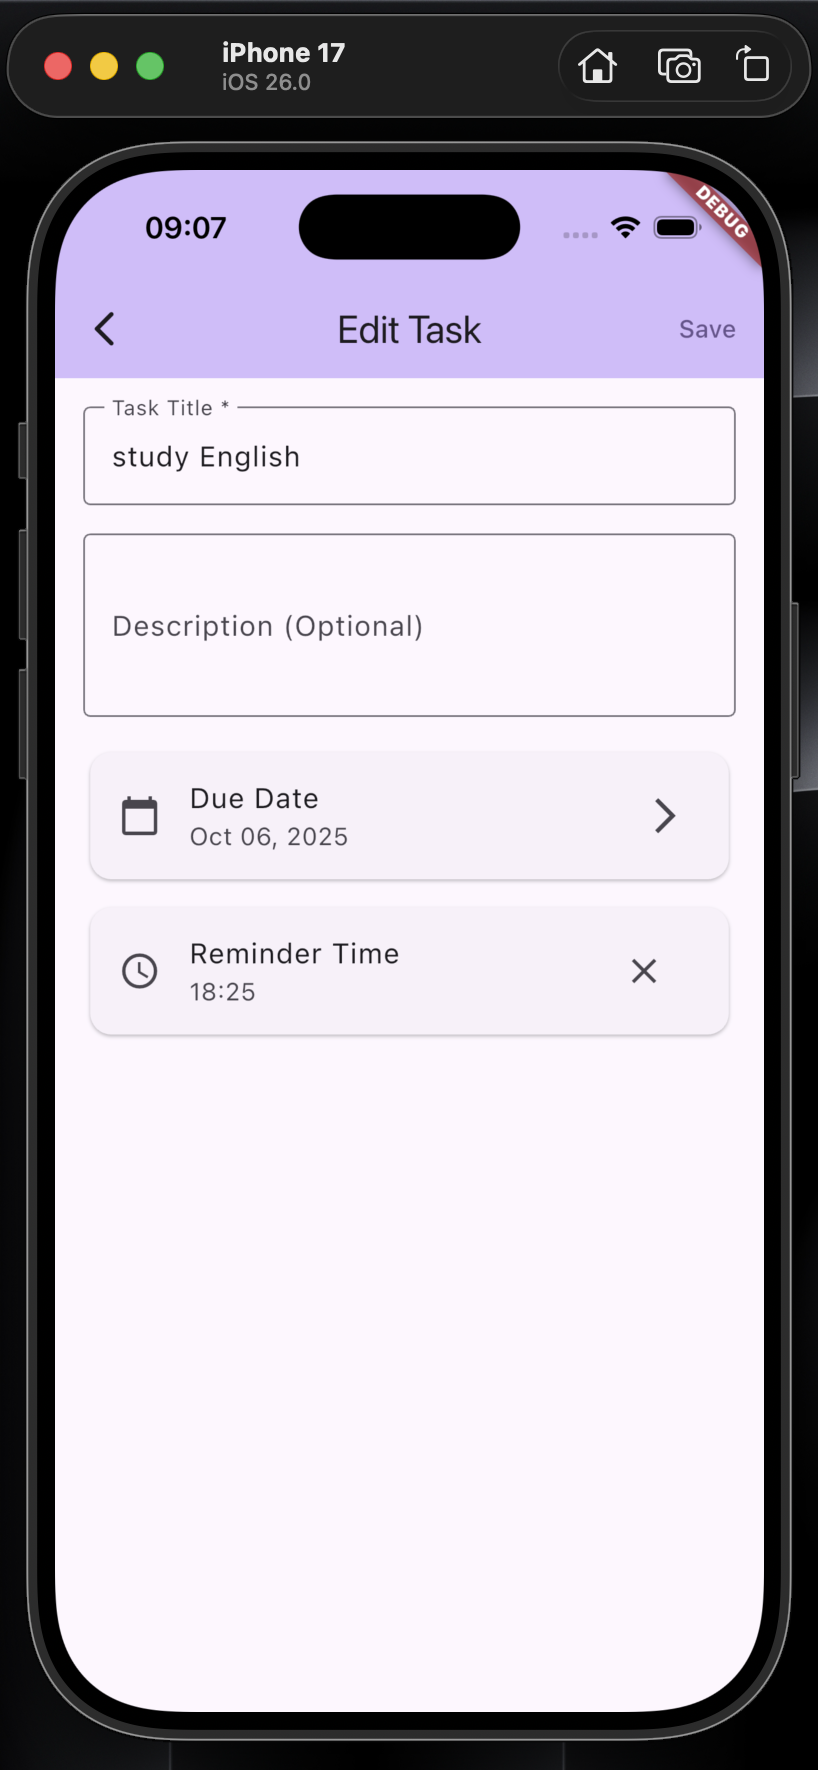 iPhone 17
iOS 26.0
09:07
DEBUG
Edit Task
Save
Task Title *
study English
Description (Optional)
Due Date
Oct 06, 2025
Reminder Time
18:25